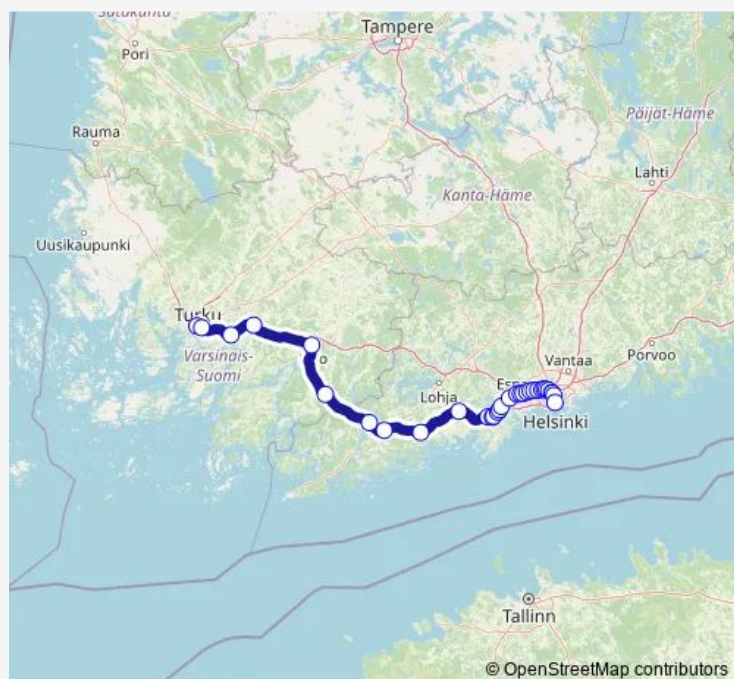 Satakunta
Tampere
Pori
Rauma
Päijät-Häme
Lahti
Kanta-Häme
Uusikaupunki
Turku
Varsinais-
Suomi
Vantaa
Porvoo
Lohja
Espo
Helsinki
Tallinn
© OpenStreetMap contributors